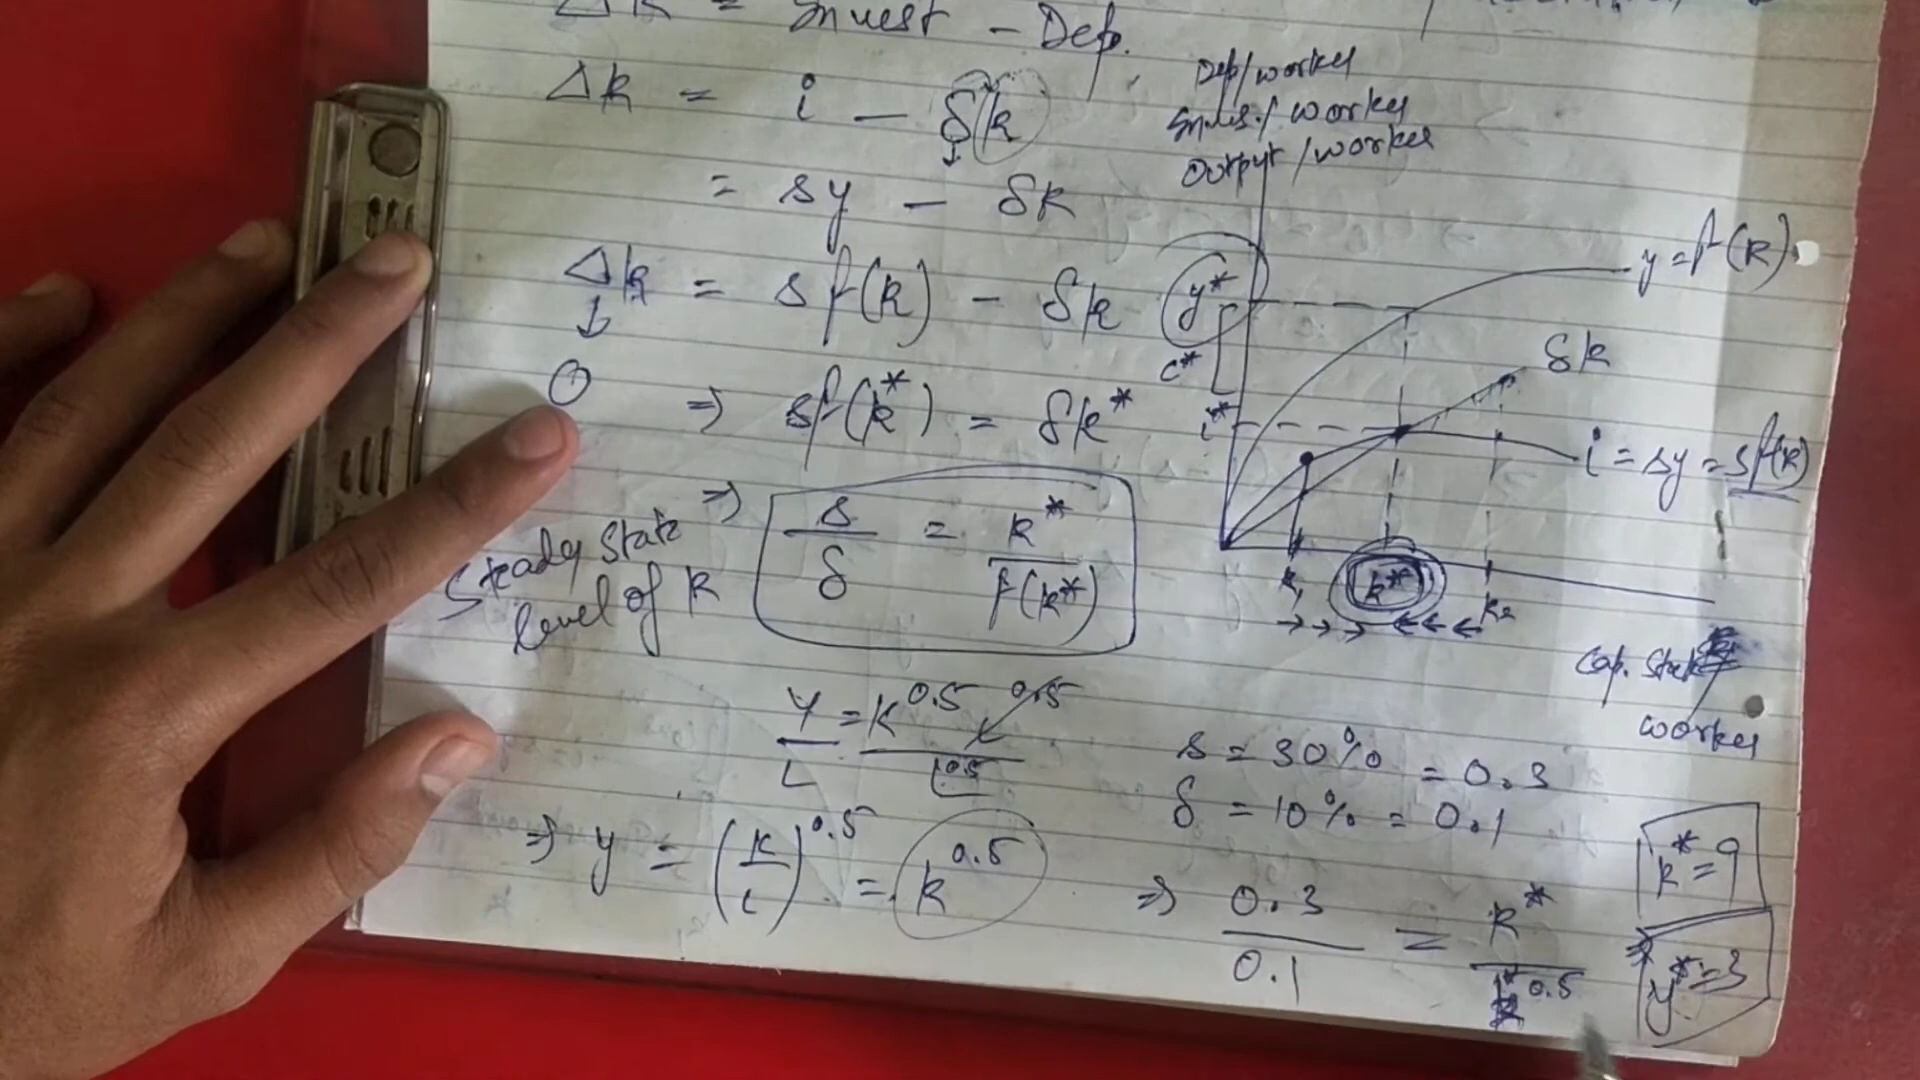 Δk = Invest - Dep.
Δk = i - δk
= sy - δk
Δk = sf(k) - δk
↓
0 ⇒ sf(k*) = δk*
Steady State level of k ⇒ s/δ = k*/f(k*)
Y/L = K^0.5 L^0.5 / L
L^0.5
⇒ y = (K/L)^0.5 = k^0.5
Dep/worker
/worker
Output/worker
y = f(k)
y*
c*
δk
i*
i = sy = sf(k)
k₁ k* k₂
→→→ ←←←
Cap. Stock
worker
s = 30% = 0.3
δ = 10% = 0.1
⇒ 0.3/0.1 = k*/k*^0.5
k* = 9
y* = 3